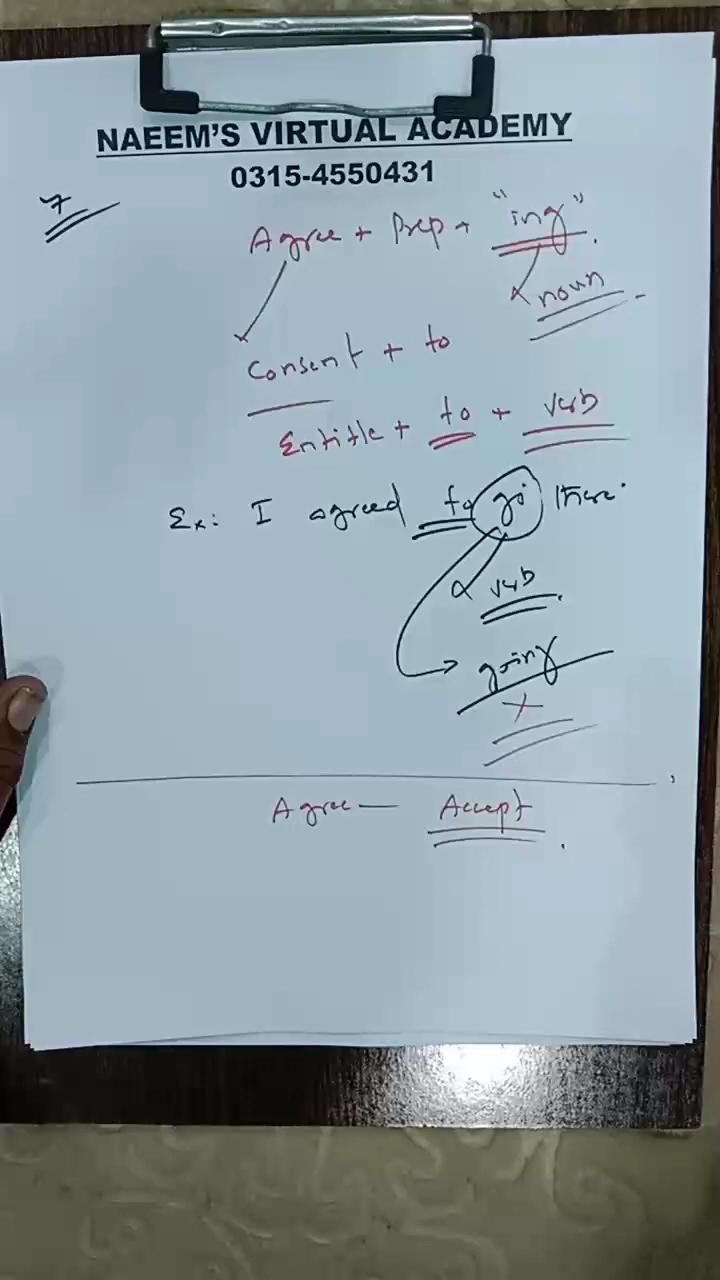 NAEEM'S VIRTUAL ACADEMY
0315-4550431
7
Agree + Prep + "ing".
noun
Consent + to
Entitle + to + verb
Ex: I agreed to go there.
verb.
going
x
Agree — Accept.